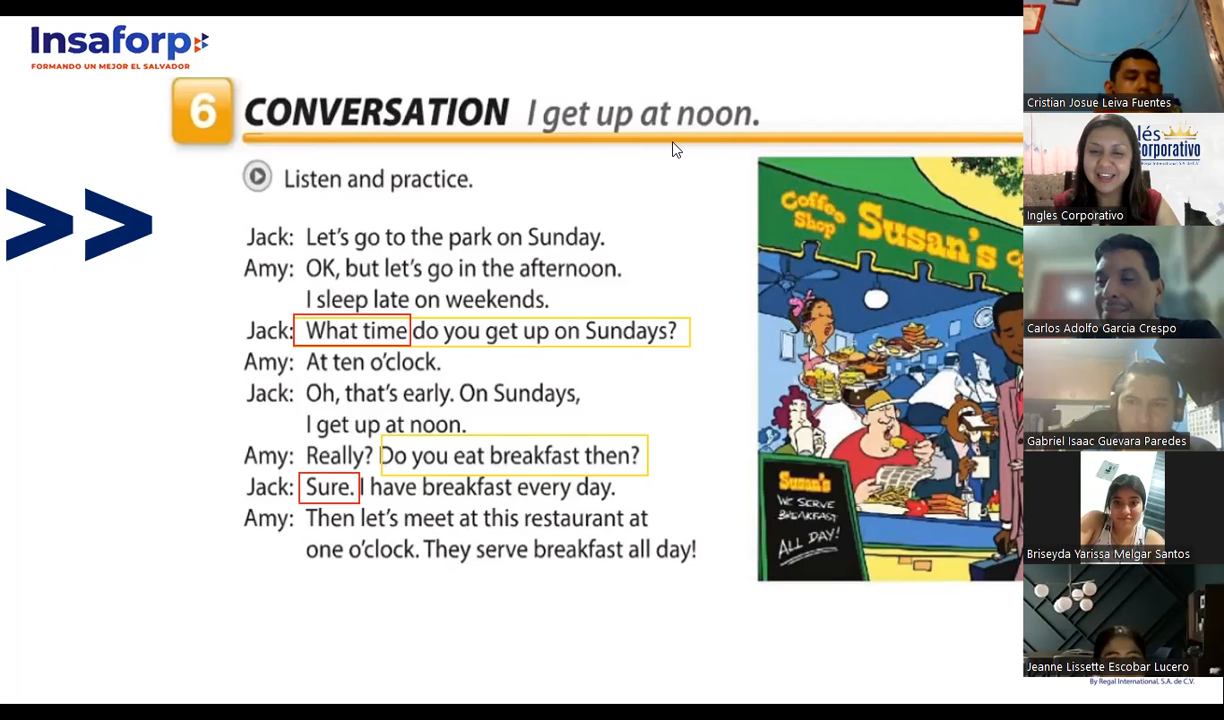 Insaforp
FORMANDO UN MEJOR EL SALVADOR
6 CONVERSATION I get up at noon.
Listen and practice.
>>
Jack: Let's go to the park on Sunday.
Amy: OK, but let's go in the afternoon.
I sleep late on weekends.
Jack: What time do you get up on Sundays?
Amy: At ten o'clock.
Jack: Oh, that's early. On Sundays,
I get up at noon.
Amy: Really? Do you eat breakfast then?
Jack: Sure. I have breakfast every day.
Amy: Then let's meet at this restaurant at
one o'clock. They serve breakfast all day!
Coffee
Shop
Susan's
Susan's
WE SERVE
BREAKFAST
ALL DAY!
Cristian Josue Leiva Fuentes
lés
orporativo
Ingles Corporativo
Carlos Adolfo Garcia Crespo
Gabriel Isaac Guevara Paredes
Briseyda Yarissa Melgar Santos
Jeanne Lissette Escobar Lucero
By Regal International, S.A. de C.V.